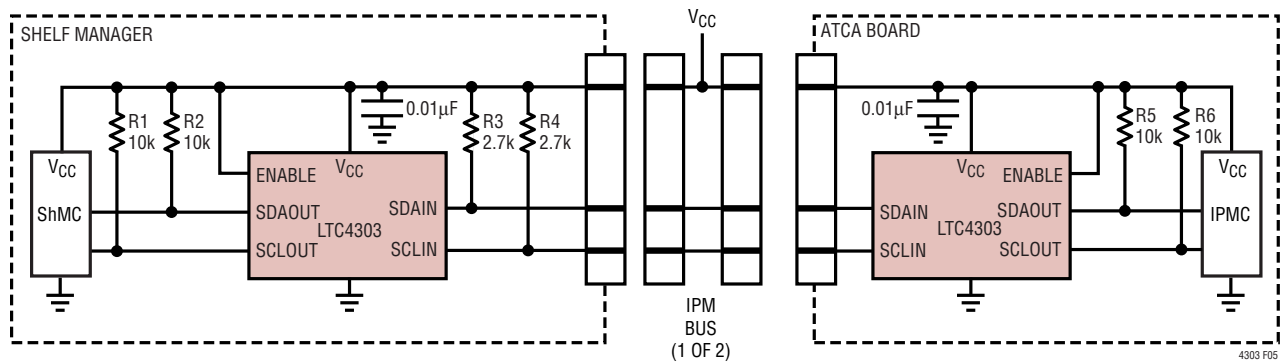 SHELF MANAGER
VCC
ATCA BOARD
R1
10k
R2
10k
0.01µF
R3
2.7k
R4
2.7k
0.01µF
R5
10k
R6
10k
VCC
ShMC
VCC
ENABLE
SDAOUT
SCLOUT
LTC4303
SDAIN
SCLIN
VCC
ENABLE
SDAIN
SCLIN
LTC4303
SDAOUT
SCLOUT
VCC
IPMC
IPM
BUS
(1 OF 2)
4303 F05